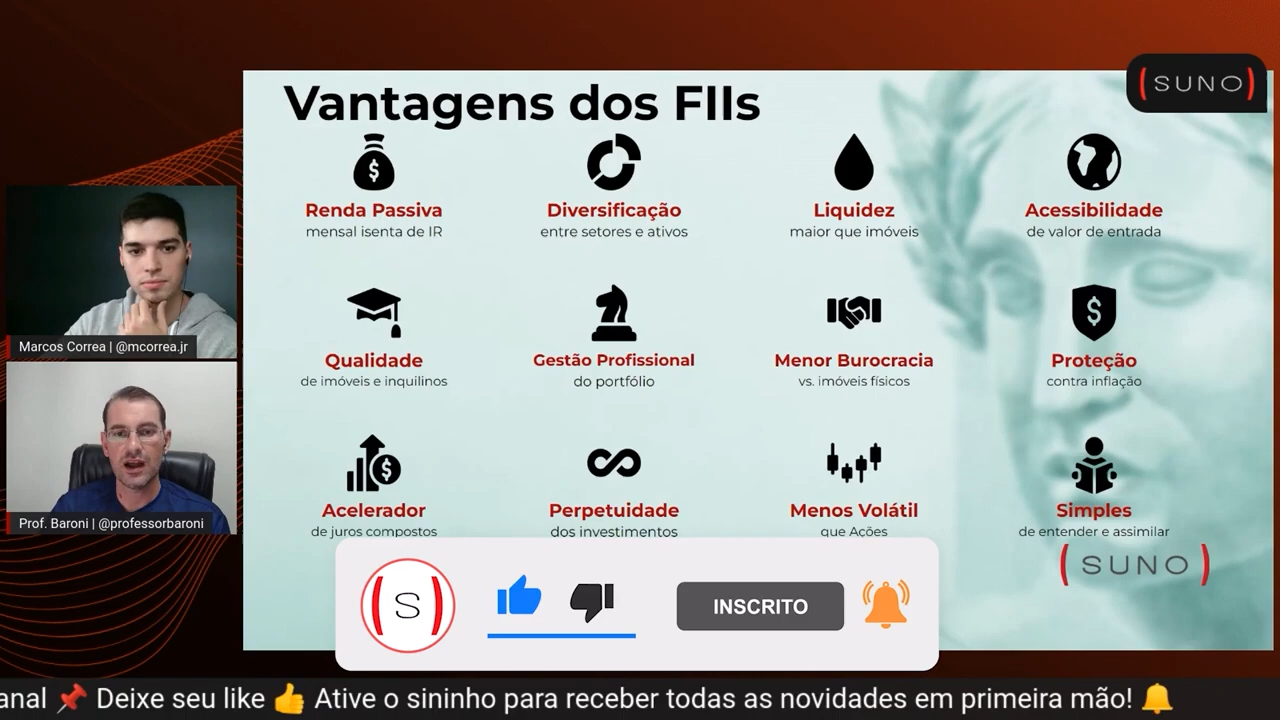 Vantagens dos FIIs
(SUNO)
Renda Passiva
mensal isenta de IR
Diversificação
entre setores e ativos
Liquidez
maior que imóveis
Acessibilidade
de valor de entrada
Qualidade
de imóveis e inquilinos
Gestão Profissional
do portfólio
Menor Burocracia
vs. imóveis físicos
Proteção
contra inflação
Acelerador
de juros compostos
Perpetuidade
dos investimentos
Menos Volátil
que Ações
Simples
de entender e assimilar
(SUNO)
Marcos Correa | @mcorrea.jr
Prof. Baroni | @professorbaroni
(S)
INSCRITO
anal 📌 Deixe seu like 👍 Ative o sininho para receber todas as novidades em primeira mão! 🔔